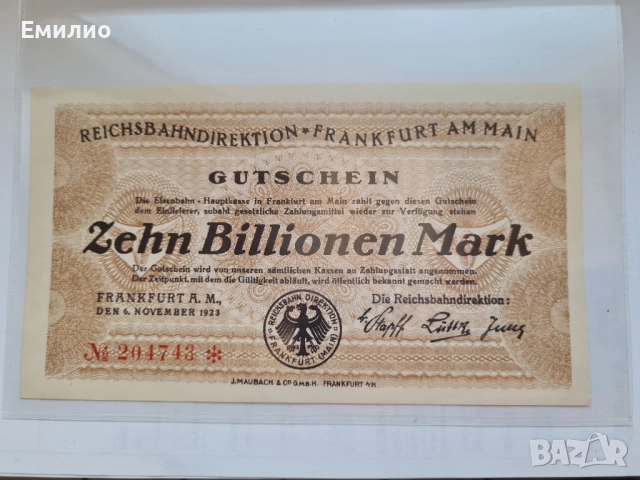 Емилио
REICHSBAHNDIREKTION * FRANKFURT AM MAIN
GUTSCHEIN
Die Eisenbahn-Hauptkasse in Frankfurt am Main zahlt gegen diesen Gutschein
dem Einlieferer, sobald gesetzliche Zahlungsmittel wieder zur Verfügung stehen
Zehn Billionen Mark
Der Gutschein wird von unseren sämtlichen Kassen an Zahlungsstatt angenommen.
Der Zeitpunkt, mit dem die Gültigkeit abläuft, wird öffentlich bekannt gemacht werden.
FRANKFURT A. M.,
DEN 6. NOVEMBER 1923
Die Reichsbahndirektion:
REICHSBAHN DIREKTION
FRANKFURT (MAIN)
№ 204743 *
J. MAUBACH & CO G.M.B.H. FRANKFURT A/M
BAZAR